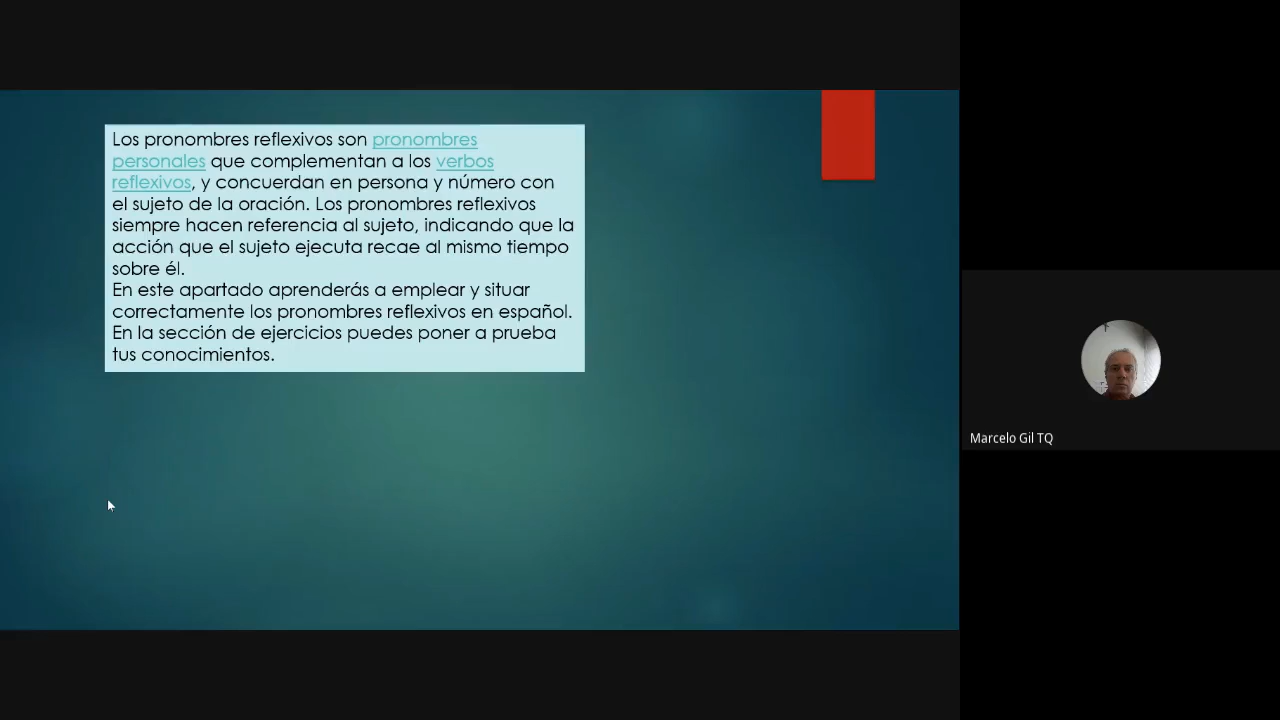 Los pronombres reflexivos son pronombres
personales que complementan a los verbos
reflexivos, y concuerdan en persona y número con
el sujeto de la oración. Los pronombres reflexivos
siempre hacen referencia al sujeto, indicando que la
acción que el sujeto ejecuta recae al mismo tiempo
sobre él.
En este apartado aprenderás a emplear y situar
correctamente los pronombres reflexivos en español.
En la sección de ejercicios puedes poner a prueba
tus conocimientos.
Marcelo Gil TQ